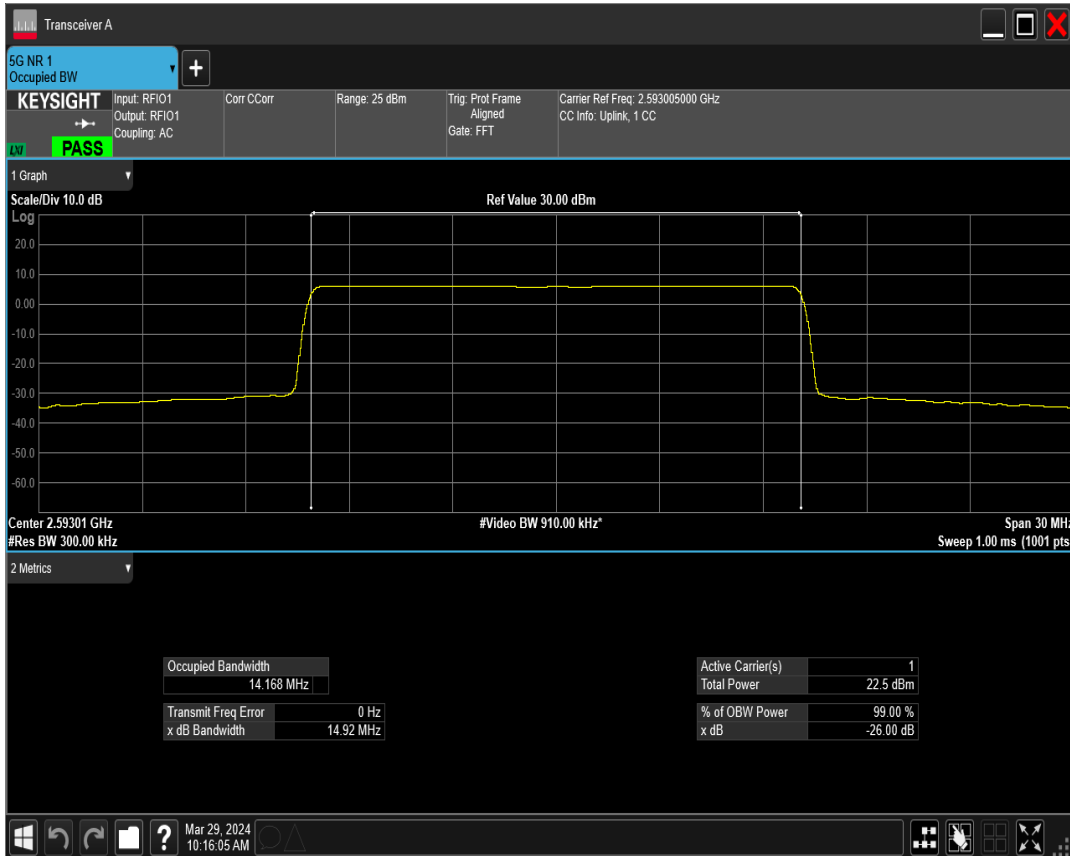 Transceiver A
5G NR 1
Occupied BW
KEYSIGHT
LXI
PASS
Input: RFIO1
Output: RFIO1
Coupling: AC
Corr CCorr
Range: 25 dBm
Trig: Prot Frame
Aligned
Gate: FFT
Carrier Ref Freq: 2.593005000 GHz
CC Info: Uplink, 1 CC
1 Graph
Scale/Div 10.0 dB
Ref Value 30.00 dBm
Log
20.0
10.0
0.00
-10.0
-20.0
-30.0
-40.0
-50.0
-60.0
Center 2.59301 GHz
#Video BW 910.00 kHz*
Span 30 MHz
#Res BW 300.00 kHz
Sweep 1.00 ms (1001 pts
2 Metrics
Occupied Bandwidth
14.168 MHz
Transmit Freq Error 0 Hz
x dB Bandwidth 14.92 MHz
Active Carrier(s) 1
Total Power 22.5 dBm
% of OBW Power 99.00 %
x dB -26.00 dB
?
Mar 29, 2024
10:16:05 AM